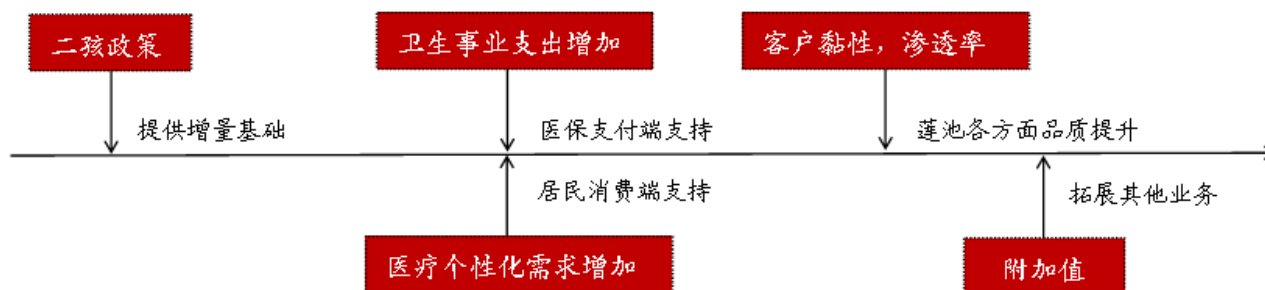 二孩政策
卫生事业支出增加
客户黏性，渗透率
提供增量基础
医保支付端支持
莲池各方面品质提升
居民消费端支持
拓展其他业务
医疗个性化需求增加
附加值